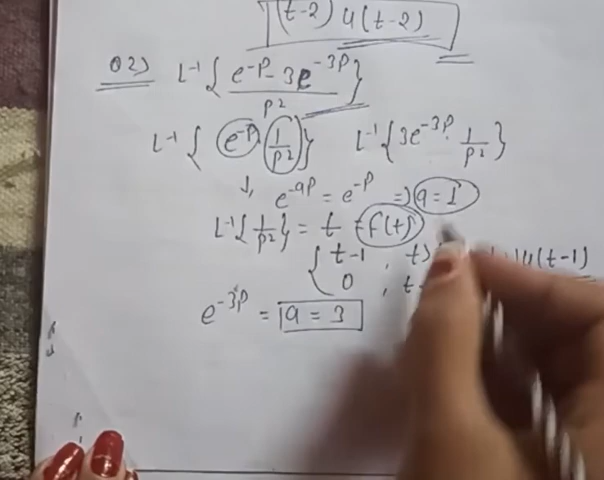 (t-2) u(t-2)
Q2) L⁻¹ { e^-p - 3e^-3p / p² }
L⁻¹ { e^-p · 1/p² } L⁻¹ { 3e^-3p · 1/p² }
e^-ap = e^-p ⇒ a = 1
L⁻¹ { 1/p² } = t = f(t)
{ t-1 , t> u(t-1)
0 , t
e^-3p = a = 3